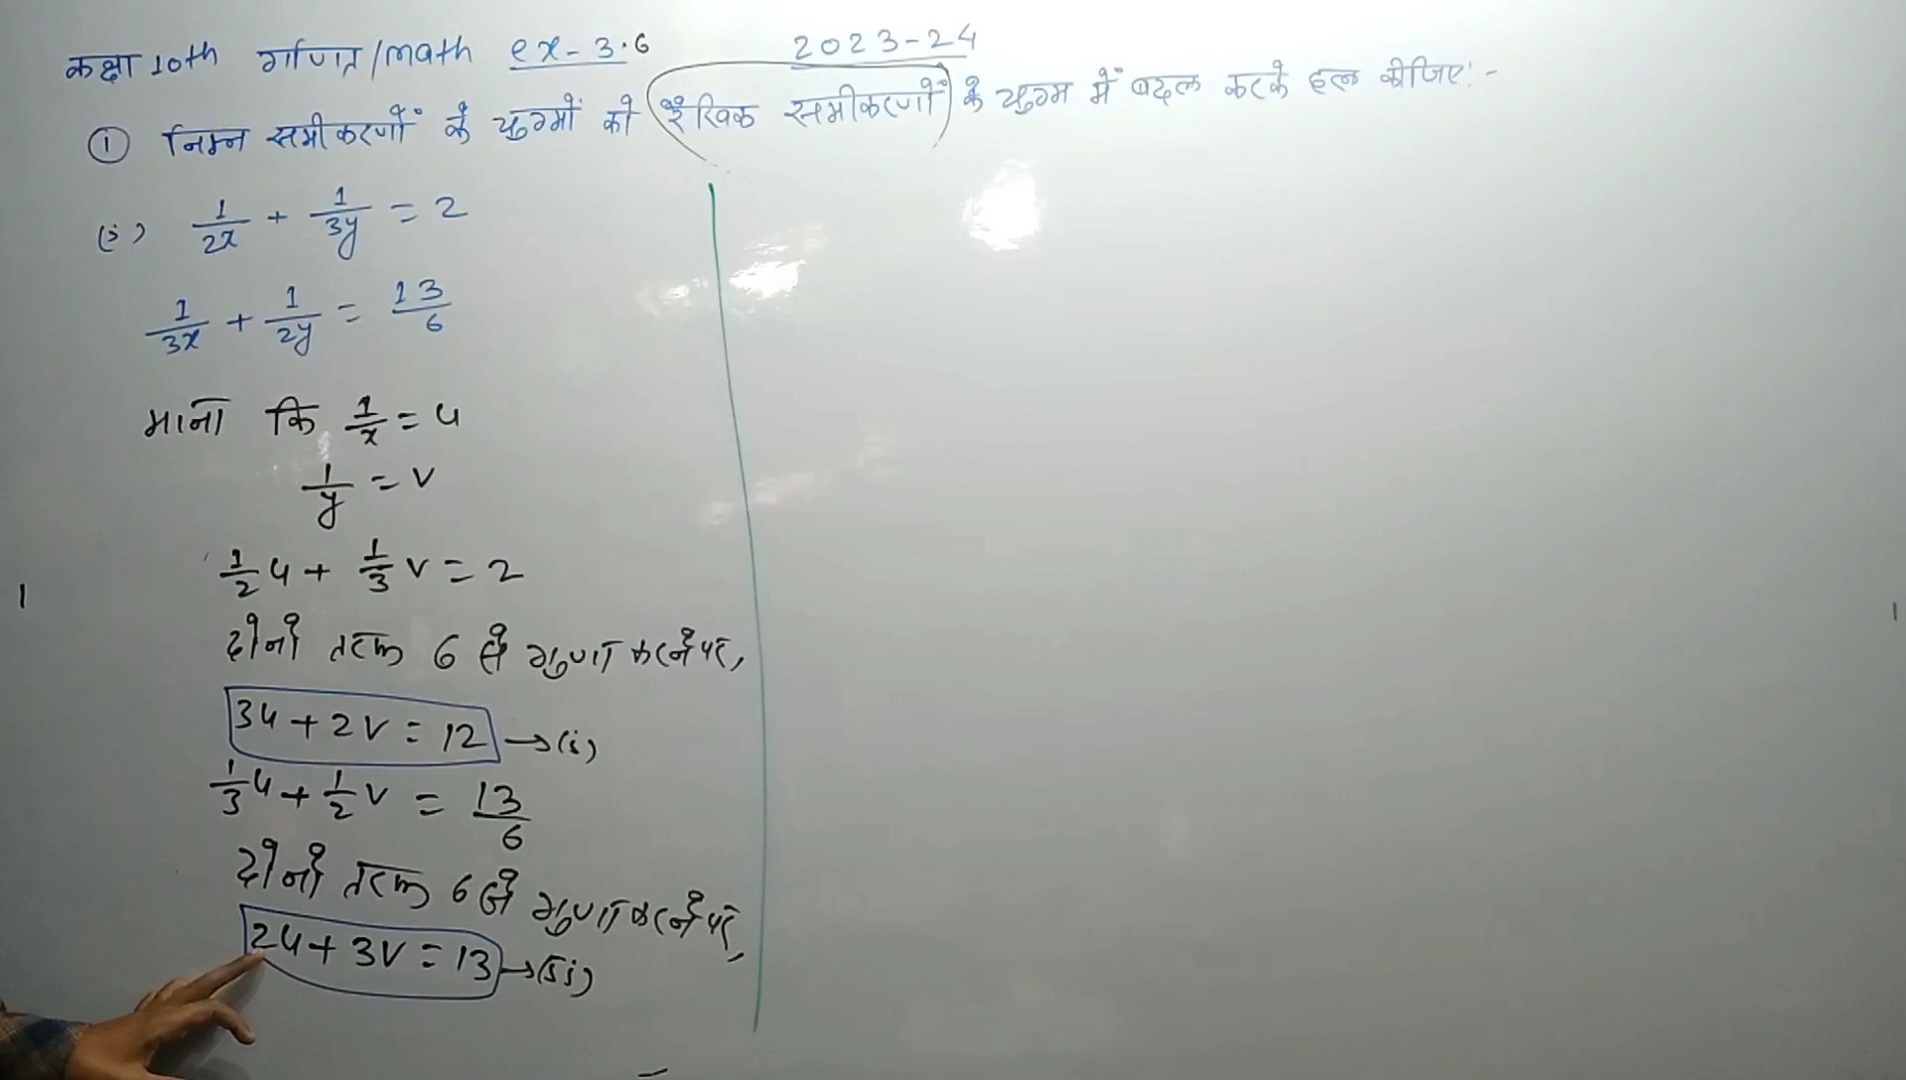 कक्षा 10th गणित /math ex-3.6 2023-24
① निम्न समीकरणों के युग्मों को रैखिक समीकरणों के युग्म में बदल करके हल कीजिए:-
(i) 1/2x + 1/3y = 2
1/3x + 1/2y = 13/6
माना कि 1/x = u
1/y = v
1/2 u + 1/3 v = 2
दोनों तरफ 6 से गुणा करने पर,
3u + 2v = 12 →(i)
1/3 u + 1/2 v = 13/6
दोनों तरफ 6 से गुणा करने पर,
2u + 3v = 13 →(ii)